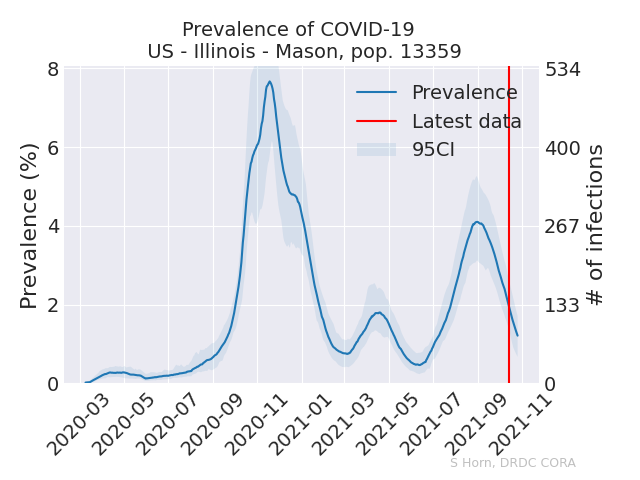 Prevalence of COVID-19
US - Illinois - Mason, pop. 13359
8
6
4
2
0
Prevalence (%)
534
400
267
133
0
# of infections
Prevalence
Latest data
95CI
2020-03
2020-05
2020-07
2020-09
2020-11
2021-01
2021-03
2021-05
2021-07
2021-09
2021-11
S Horn, DRDC CORA